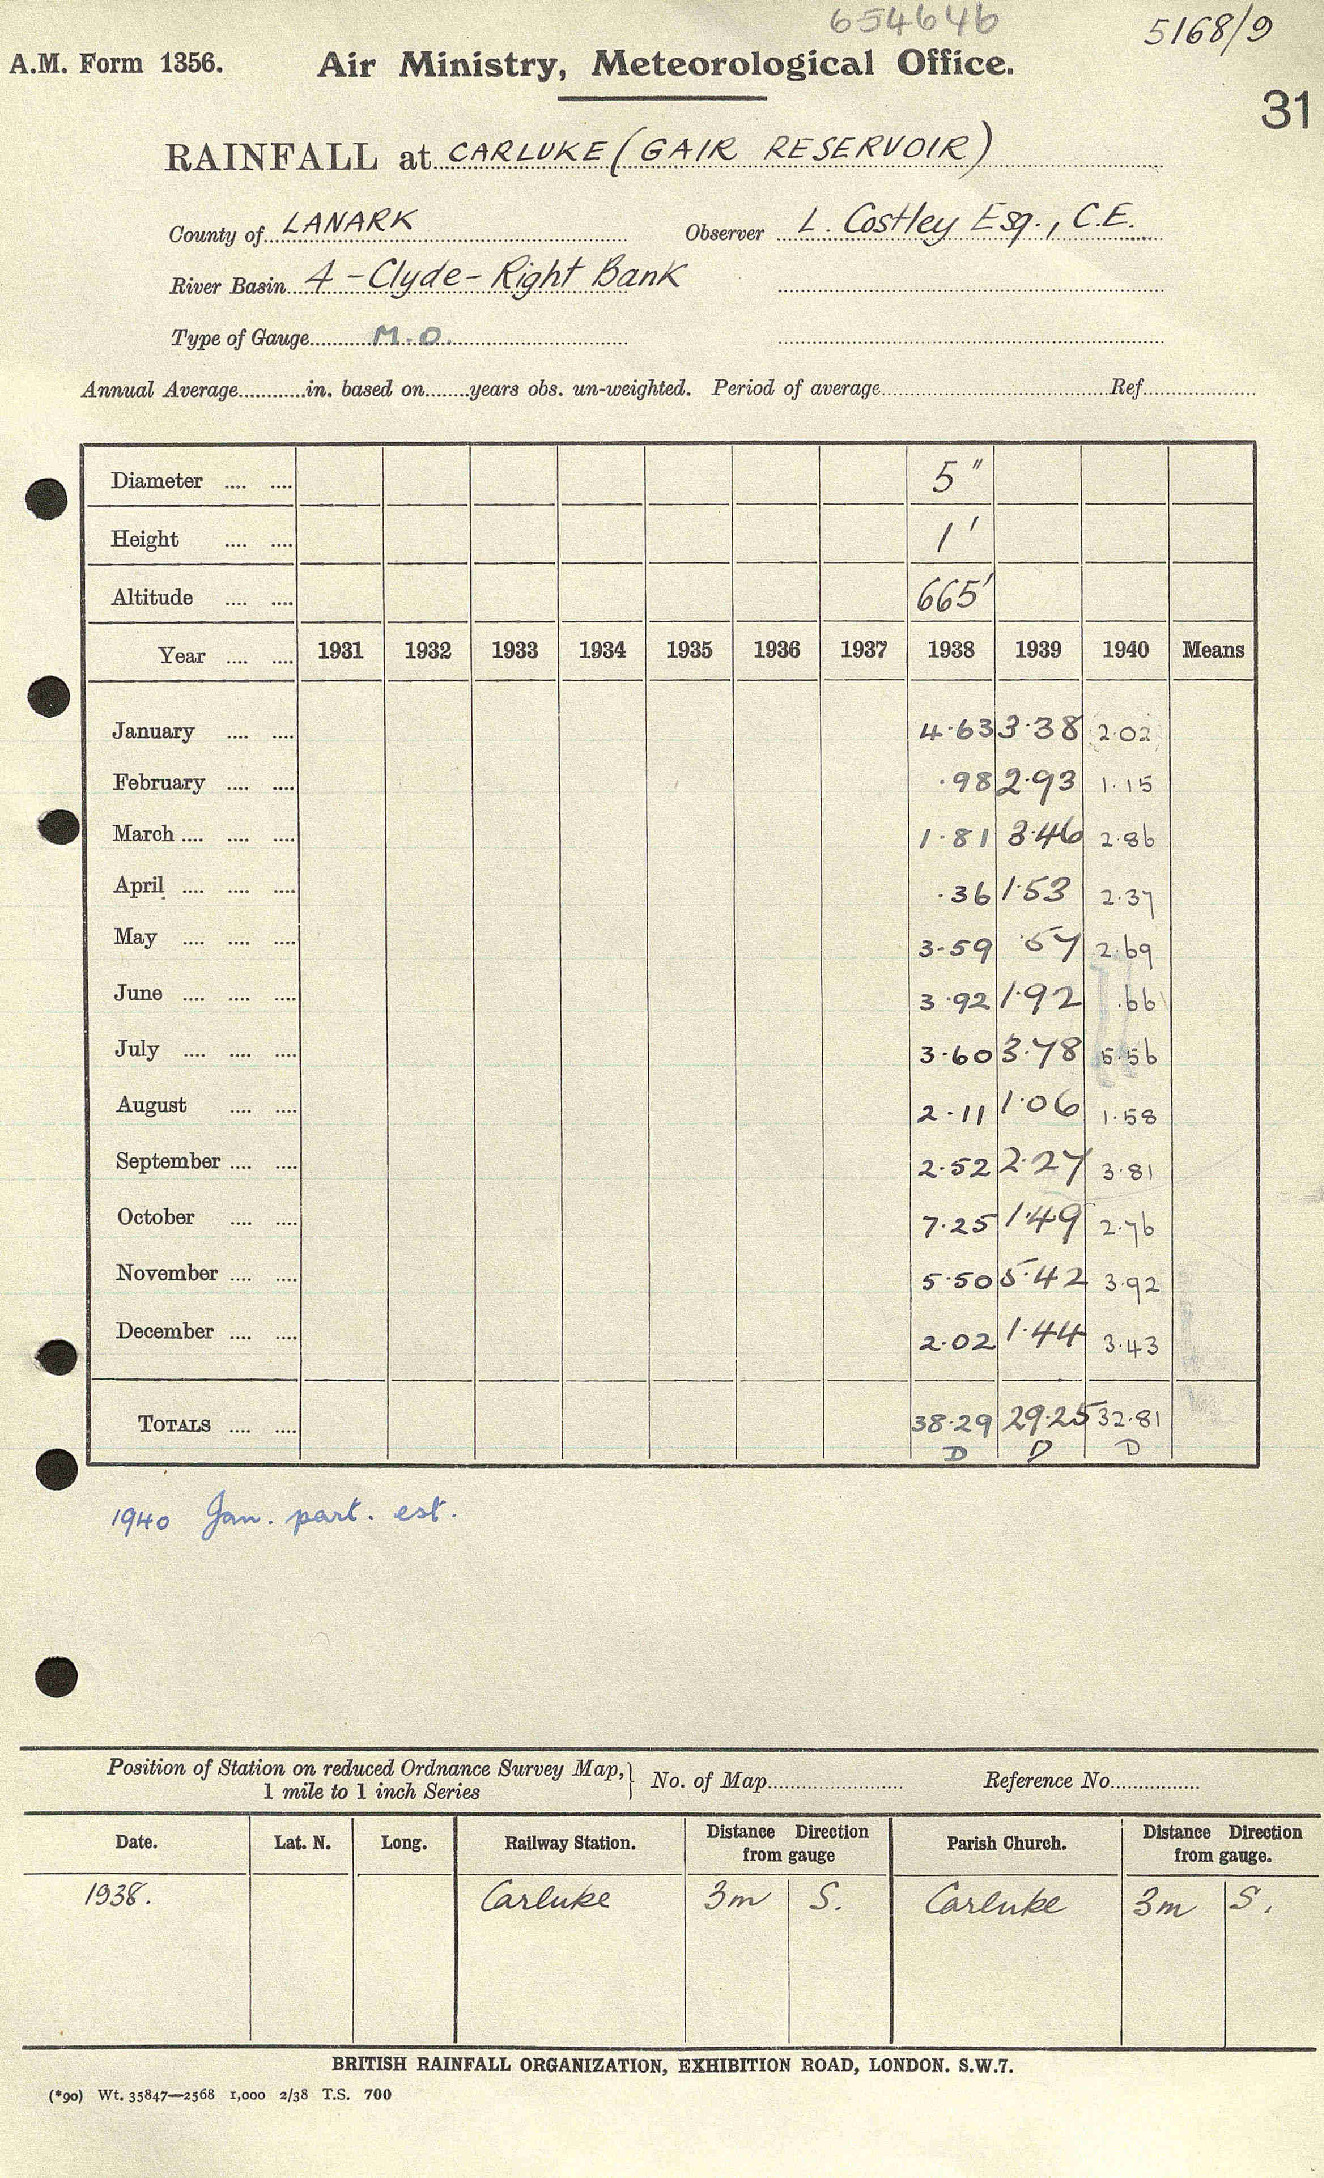 654646
5168/9
A.M. Form 1356. Air Ministry, Meteorological Office.
31
RAINFALL at CARLUKE (GAIR RESERVOIR)
County of LANARK Observer L. Costley Esq., C.E.
River Basin 4 - Clyde - Right Bank
Type of Gauge M.O.
Annual Average............in. based on.......years obs. un-weighted. Period of average..........Ref..........
Diameter .... .... 5"
Height .... .... 1'
Altitude .... .... 665'
Year .... .... 1931 1932 1933 1934 1935 1936 1937 1938 1939 1940 Means
January .... .... 4.63 3.38 2.02
February .... .... .98 2.93 1.15
March .... .... .... 1.81 3.46 2.86
April .... .... .... .36 1.53 2.37
May .... .... .... 3.59 .57 2.69
June .... .... .... 3.92 1.92 .66
July .... .... .... 3.60 3.78 5.56
August .... .... 2.11 1.06 1.58
September .... .... 2.52 2.27 3.81
October .... .... 7.25 1.49 2.76
November .... .... 5.50 5.42 3.92
December .... .... 2.02 1.44 3.43
TOTALS .... .... 38.29 29.25 32.81
D D D
1940 Jan. part. est.
Position of Station on reduced Ordnance Survey Map, } No. of Map.......... Reference No..........
1 mile to 1 inch Series
Date. Lat. N. Long. Railway Station. Distance Direction from gauge Parish Church. Distance Direction from gauge.
1938. Carluke 3m S. Carluke 3m S.
BRITISH RAINFALL ORGANIZATION, EXHIBITION ROAD, LONDON. S.W.7.
(*90) Wt. 35847—2568 1,000 2/38 T.S. 700